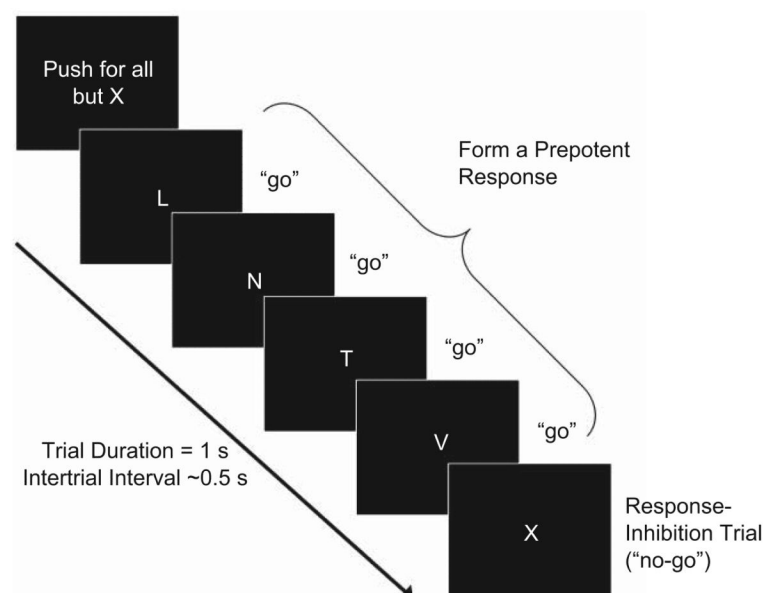 Push for all
but X
L
“go”
Form a Prepotent
Response
N
“go”
T
“go”
V
“go”
Trial Duration = 1 s
Intertrial Interval ~0.5 s
X
Response-
Inhibition Trial
(“no-go”)